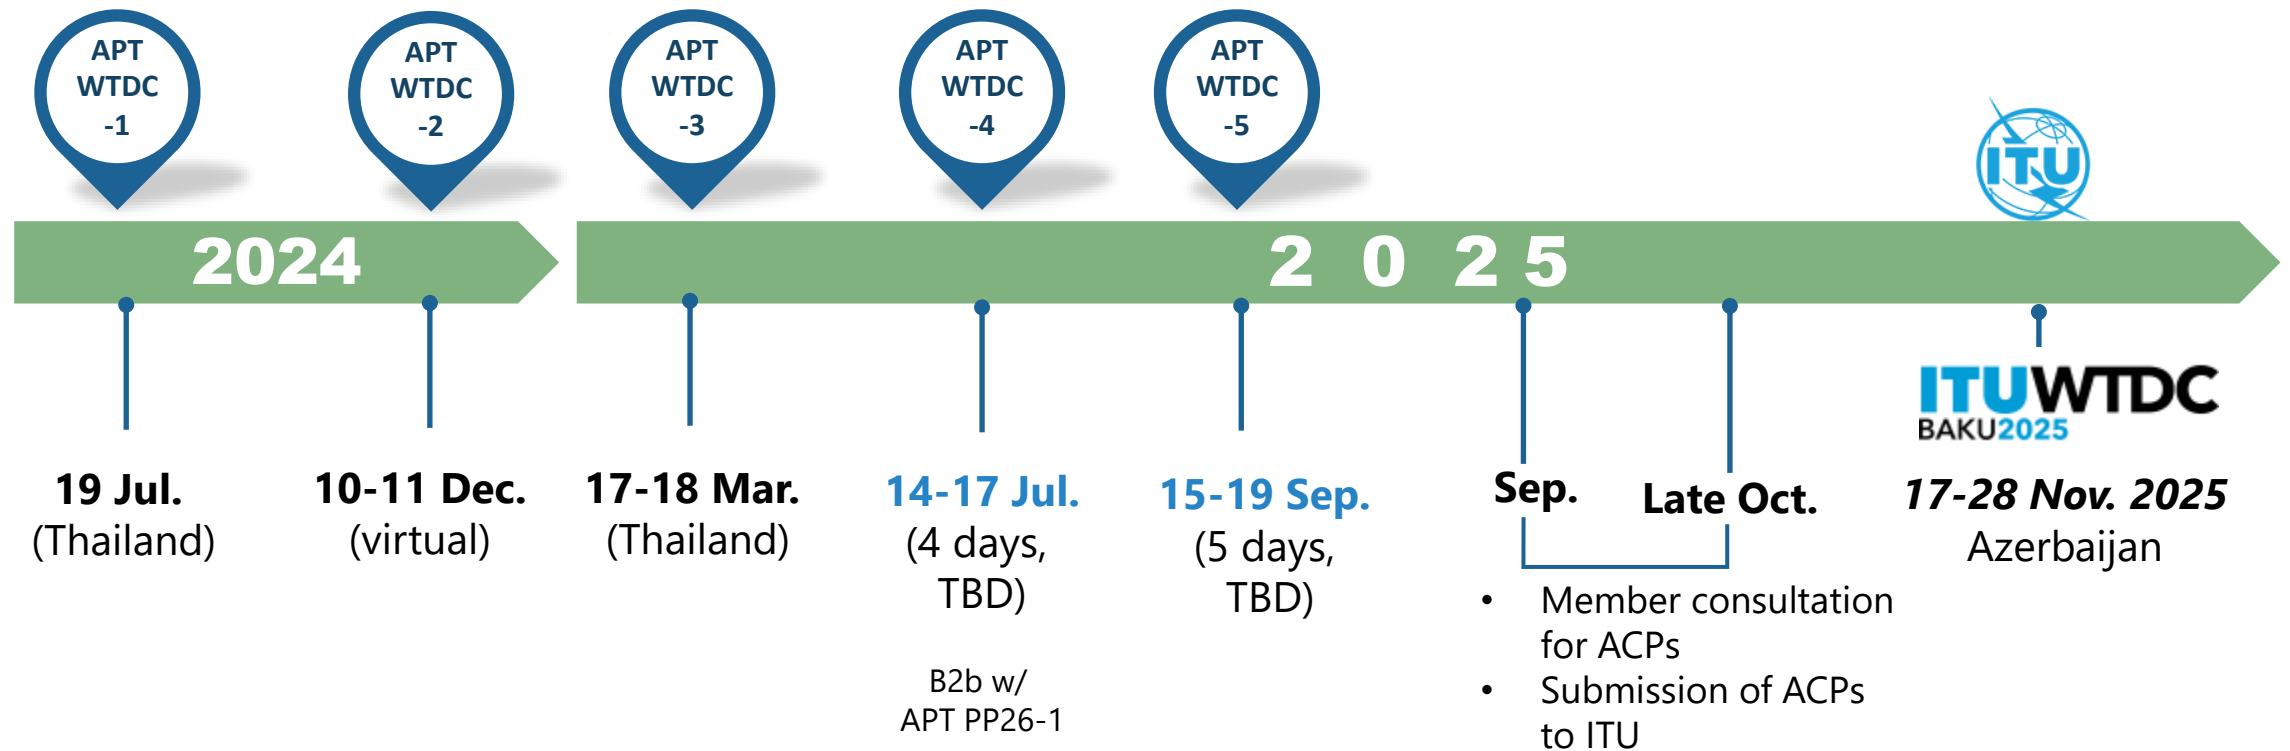 APT
WTDC
-1
APT
WTDC
-2
APT
WTDC
-3
APT
WTDC
-4
APT
WTDC
-5
ITU
2024
2 0 2 5
ITUWTDC
BAKU2025
19 Jul.
(Thailand)
10-11 Dec.
(virtual)
17-18 Mar.
(Thailand)
14-17 Jul.
(4 days,
TBD)
B2b w/
APT PP26-1
15-19 Sep.
(5 days,
TBD)
Sep.
Late Oct.
• Member consultation
for ACPs
• Submission of ACPs
to ITU
17-28 Nov. 2025
Azerbaijan